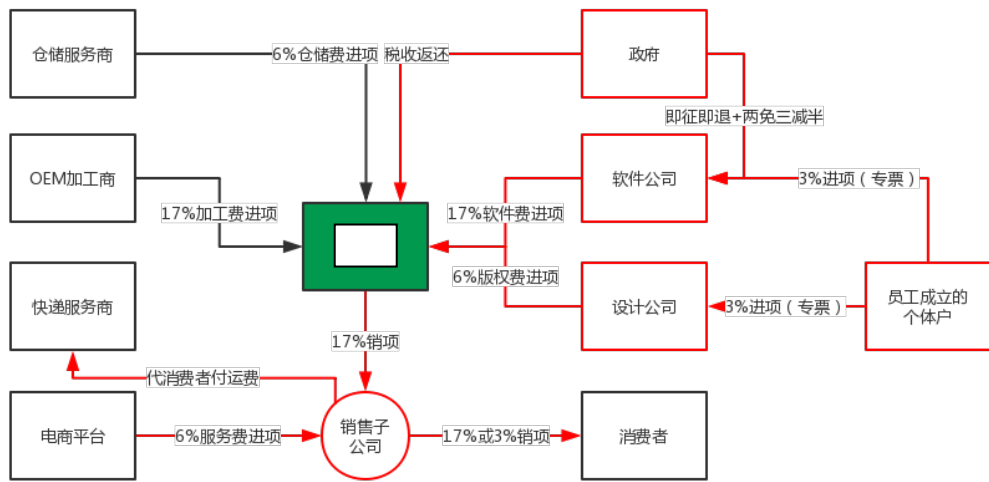 仓储服务商
6%仓储费进项
税收返还
政府
即征即退+两免三减半
OEM加工商
软件公司
3%进项（专票）
17%加工费进项
17%软件费进项
6%版权费进项
快递服务商
设计公司
3%进项（专票）
员工成立的
个体户
17%销项
代消费者付运费
电商平台
6%服务费进项
销售子
公司
17%或3%销项
消费者